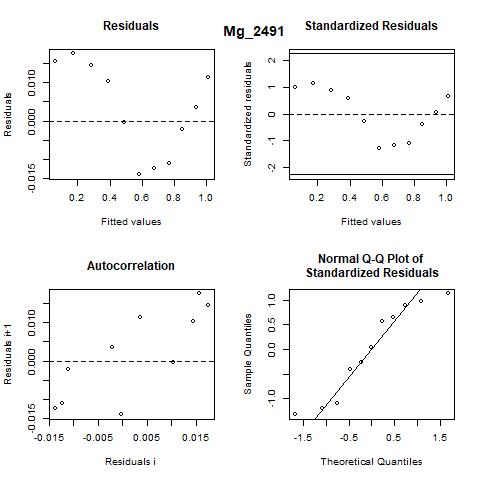 Mg_2491
Residuals
Residuals
0.010
0.000
-0.015
0.2 0.4 0.6 0.8 1.0
Fitted values
Standardized Residuals
Standardized residuals
2
1
0
-1
-2
0.2 0.4 0.6 0.8 1.0
Fitted values
Autocorrelation
Residuals i+1
0.010
0.000
-0.015
-0.015 -0.005 0.005 0.015
Residuals i
Normal Q-Q Plot of
Standardized Residuals
Sample Quantiles
1.0
0.5
0.0
-1.0
-1.5 -0.5 0.5 1.5
Theoretical Quantiles